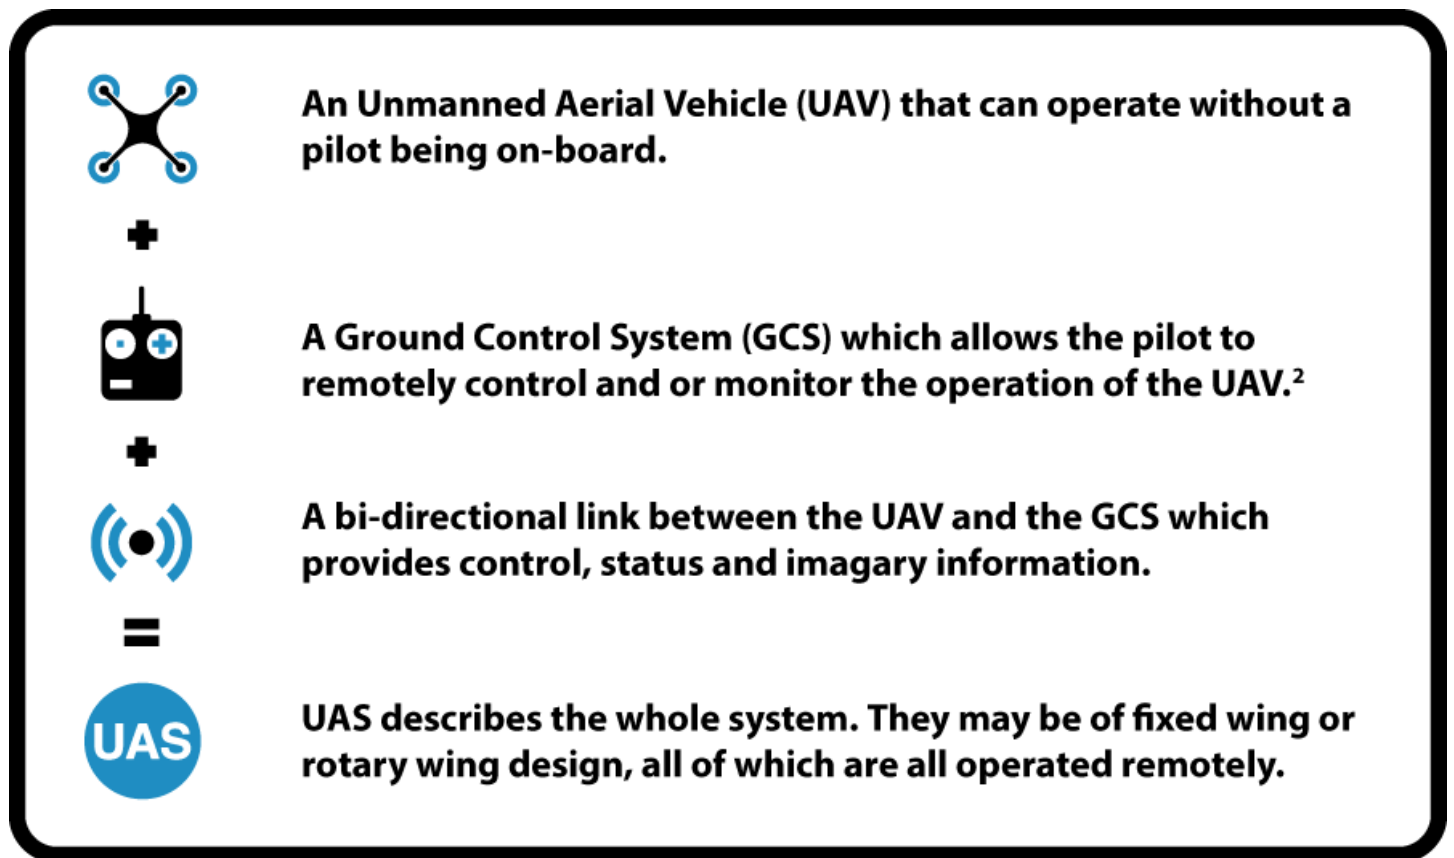 An Unmanned Aerial Vehicle (UAV) that can operate without a
pilot being on-board.
A Ground Control System (GCS) which allows the pilot to
remotely control and or monitor the operation of the UAV.²
A bi-directional link between the UAV and the GCS which
provides control, status and imagary information.
UAS
UAS describes the whole system. They may be of fixed wing or
rotary wing design, all of which are all operated remotely.